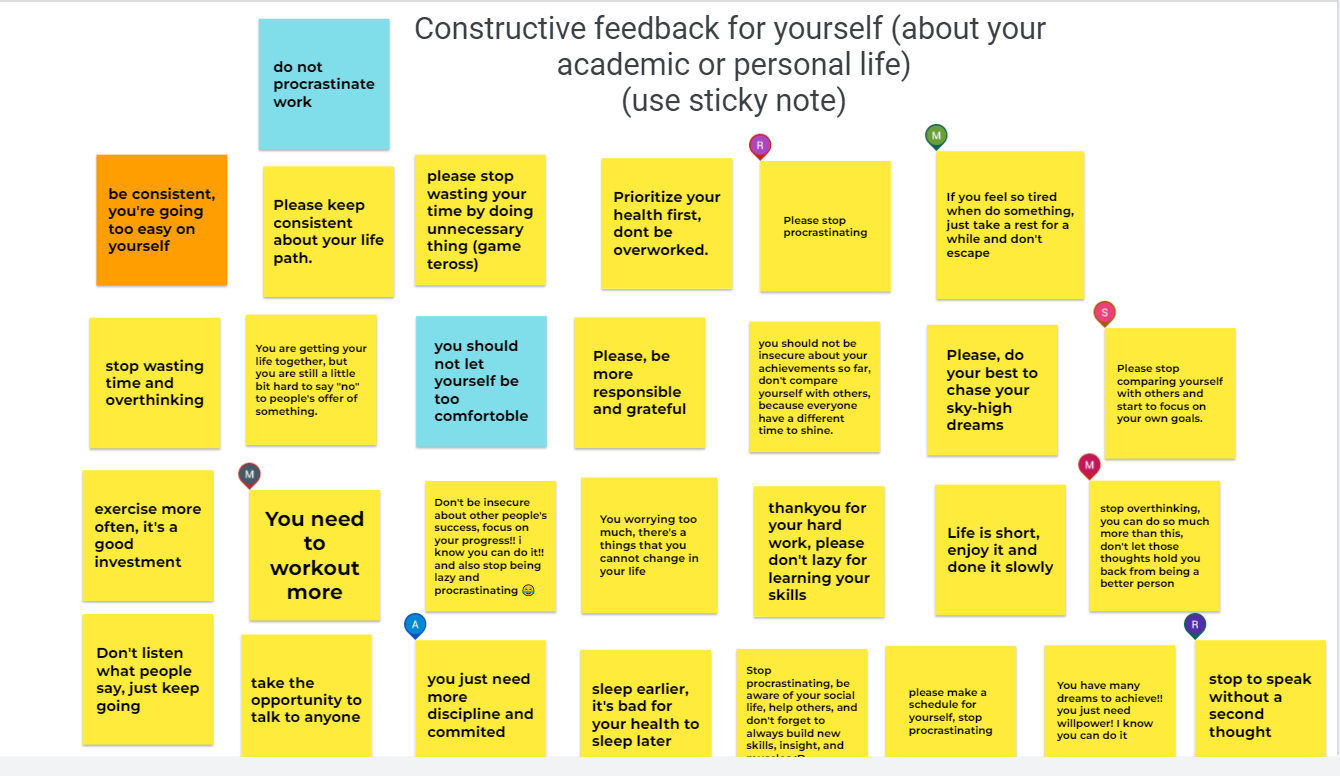 Constructive feedback for yourself (about your
academic or personal life)
(use sticky note)
do not
procrastinate
work
be consistent,
you're going
too easy on
yourself
Please keep
consistent
about your life
path.
please stop
wasting your
time by doing
unnecessary
thing (game
teross)
Prioritize your
health first,
dont be
overworked.
R
Please stop
procrastinating
M
If you feel so tired
when do something,
just take a rest for a
while and don't
escape
stop wasting
time and
overthinking
You are getting your
life together, but
you are still a little
bit hard to say "no"
to people's offer of
something.
you should
not let
yourself be
too
comfortoble
Please, be
more
responsible
and grateful
you should not be
insecure about your
achievements so far,
don't compare
yourself with others,
because everyone
have a different
time to shine.
Please, do
your best to
chase your
sky-high
dreams
S
Please stop
comparing yourself
with others and
start to focus on
your own goals.
exercise more
often, it's a
good
investment
M
You need
to
workout
more
Don't be insecure
about other people's
success, focus on
your progress!! i
know you can do it!!
and also stop being
lazy and
procrastinating 😂
You worrying too
much, there's a
things that you
cannot change in
your life
thankyou for
your hard
work, please
don't lazy for
learning your
skills
Life is short,
enjoy it and
done it slowly
M
stop overthinking,
you can do so much
more than this,
don't let those
thoughts hold you
back from being a
better person
Don't listen
what people
say, just keep
going
take the
opportunity to
talk to anyone
A
you just need
more
discipline and
commited
sleep earlier,
it's bad for
your health to
sleep later
Stop
procrastinating, be
aware of your social
life, help others, and
don't forget to
always build new
skills, insight, and
please make a
schedule for
yourself, stop
procrastinating
You have many
dreams to achieve!!
you just need
willpower! I know
you can do it
R
stop to speak
without a
second
thought